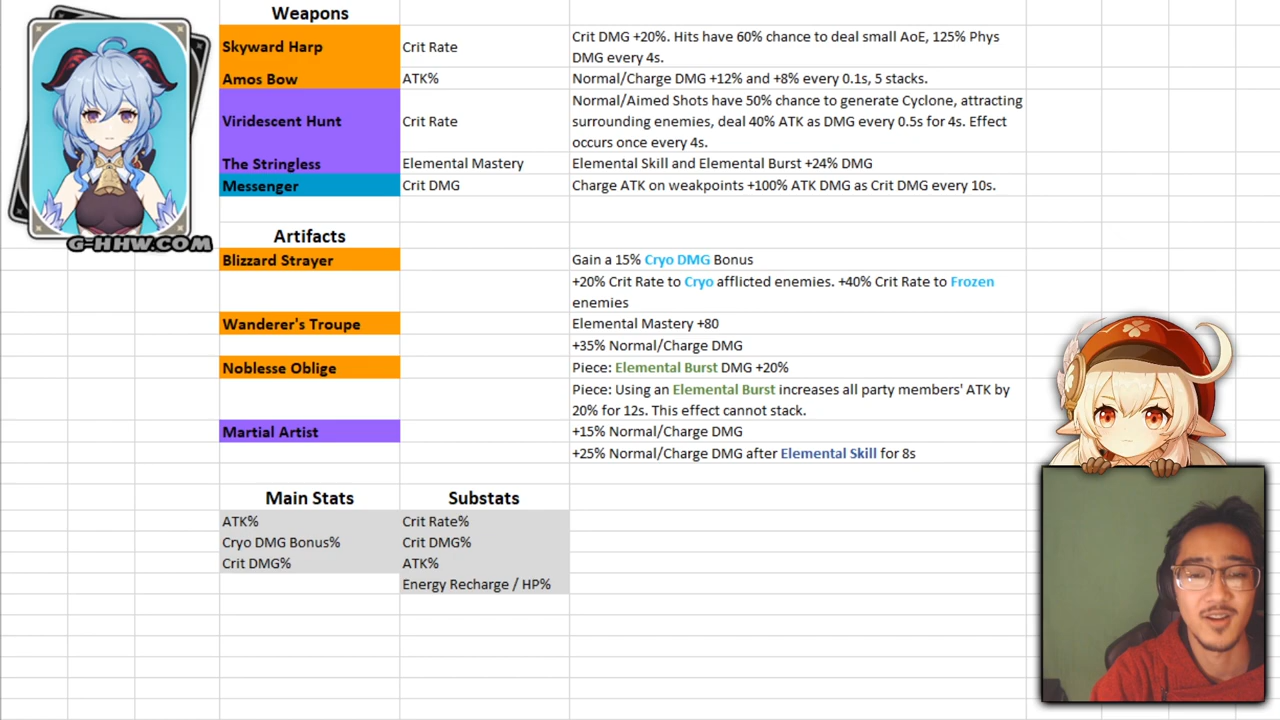 Weapons
Skyward Harp
Crit Rate
Crit DMG +20%. Hits have 60% chance to deal small AoE, 125% Phys
DMG every 4s.
Amos Bow
ATK%
Normal/Charge DMG +12% and +8% every 0.1s, 5 stacks.
Viridescent Hunt
Crit Rate
Normal/Aimed Shots have 50% chance to generate Cyclone, attracting
surrounding enemies, deal 40% ATK as DMG every 0.5s for 4s. Effect
occurs once every 4s.
The Stringless
Elemental Mastery
Elemental Skill and Elemental Burst +24% DMG
Messenger
Crit DMG
Charge ATK on weakpoints +100% ATK DMG as Crit DMG every 10s.
G-HHW.COM
Artifacts
Blizzard Strayer
Gain a 15% Cryo DMG Bonus
+20% Crit Rate to Cryo afflicted enemies. +40% Crit Rate to Frozen
enemies
Wanderer's Troupe
Elemental Mastery +80
+35% Normal/Charge DMG
Noblesse Oblige
Piece: Elemental Burst DMG +20%
Piece: Using an Elemental Burst increases all party members' ATK by
20% for 12s. This effect cannot stack.
Martial Artist
+15% Normal/Charge DMG
+25% Normal/Charge DMG after Elemental Skill for 8s
Main Stats
Substats
ATK%
Crit Rate%
Cryo DMG Bonus%
Crit DMG%
Crit DMG%
ATK%
Energy Recharge / HP%